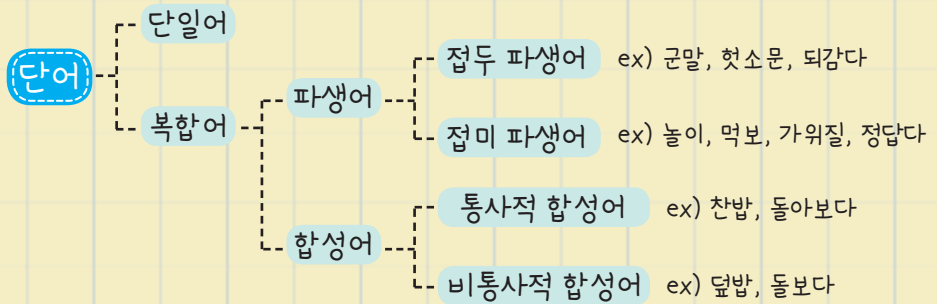 단일어
단어
복합어
파생어
접두 파생어 ex) 군말, 헛소문, 되감다
접미 파생어 ex) 놀이, 먹보, 가위질, 정답다
합성어
통사적 합성어 ex) 찬밥, 돌아보다
비통사적 합성어 ex) 덮밥, 돌보다